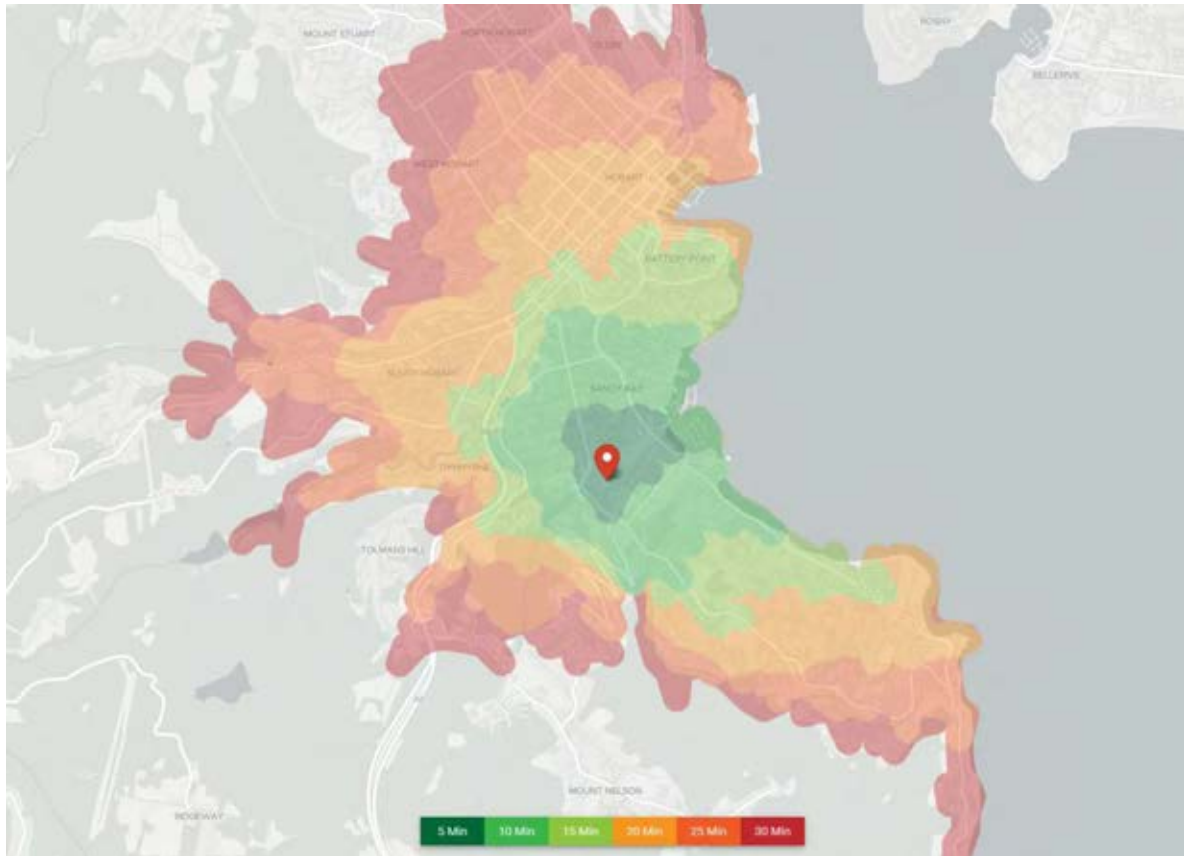 ROSNY
MOUNT STUART
NORTH HOBART
GLEBE
BELLERIVE
WEST HOBART
HOBART
BATTERY POINT
SOUTH HOBART
SANDY BAY
DYNNYRNE
TOLMANS HILL
MOUNT NELSON
RIDGEWAY
5 Min 10 Min 15 Min 20 Min 25 Min 30 Min